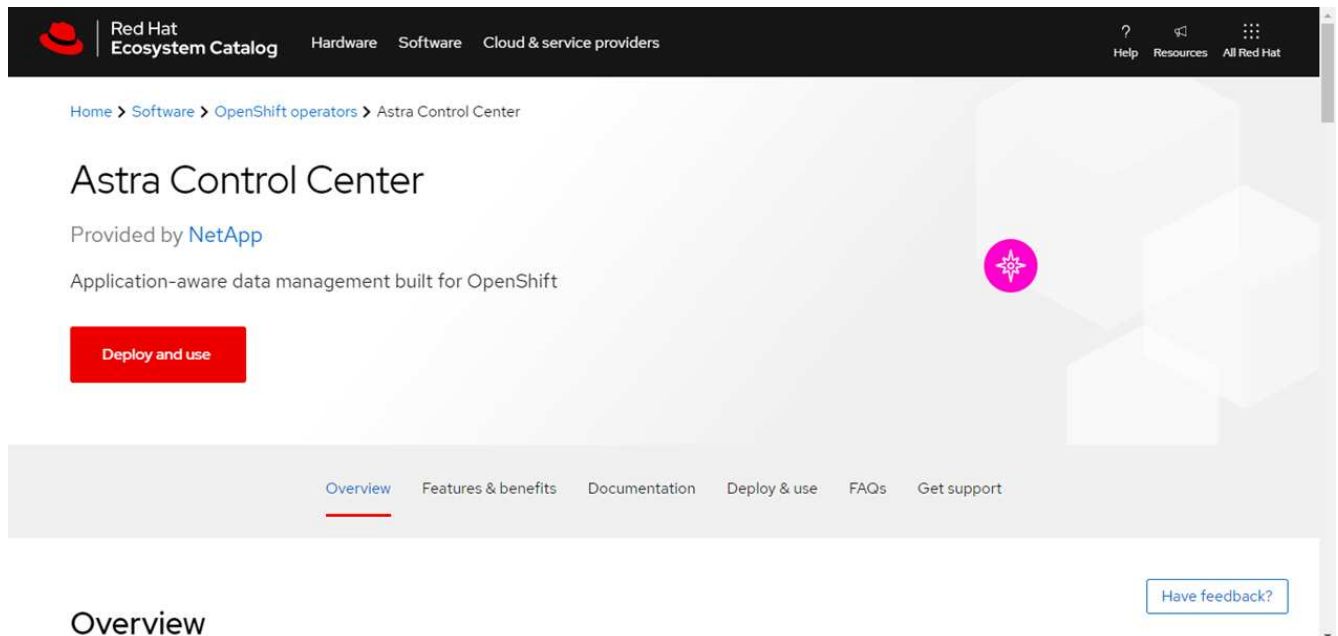 Red Hat
Ecosystem Catalog
Hardware Software Cloud & service providers
? Help Resources All Red Hat
Home > Software > OpenShift operators > Astra Control Center
Astra Control Center
Provided by NetApp
Application-aware data management built for OpenShift
Deploy and use
Overview Features & benefits Documentation Deploy & use FAQs Get support
Have feedback?
Overview